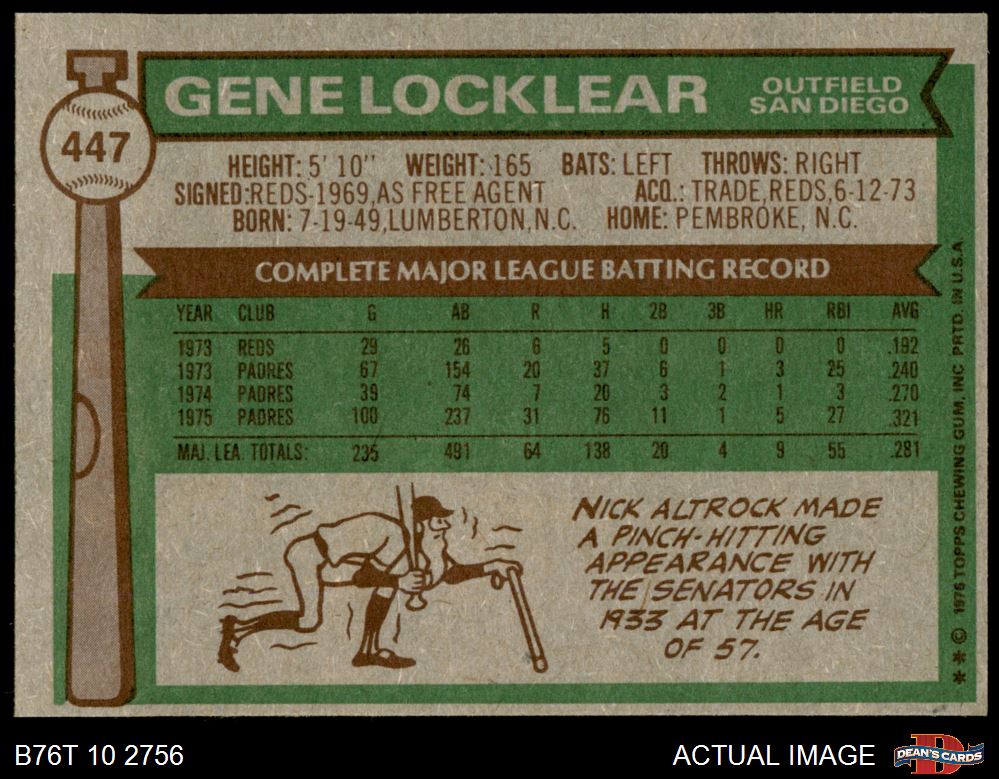 GENE LOCKLEAR
OUTFIELD
SAN DIEGO
447
HEIGHT: 5' 10" WEIGHT: 165 BATS: LEFT THROWS: RIGHT
SIGNED: REDS-1969, AS FREE AGENT ACQ.: TRADE, REDS, 6-12-73
BORN: 7-19-49, LUMBERTON, N.C. HOME: PEMBROKE, N.C.
COMPLETE MAJOR LEAGUE BATTING RECORD
YEAR CLUB G AB R H 2B 3B HR RBI AVG
1973 REDS 29 26 6 5 0 0 0 0 .192
1973 PADRES 67 154 20 37 6 1 3 25 .240
1974 PADRES 39 74 7 20 3 2 1 3 .270
1975 PADRES 100 237 31 76 11 1 5 27 .321
MAJ. LEA. TOTALS: 235 491 64 138 20 4 9 55 .281
NICK ALTROCK MADE
A PINCH-HITTING
APPEARANCE WITH
THE SENATORS IN
1933 AT THE AGE
OF 57.
* * © 1976 TOPPS CHEWING GUM, INC PRTD. IN U.S.A
B76T 10 2756
ACTUAL IMAGE
DEAN'S CARDS